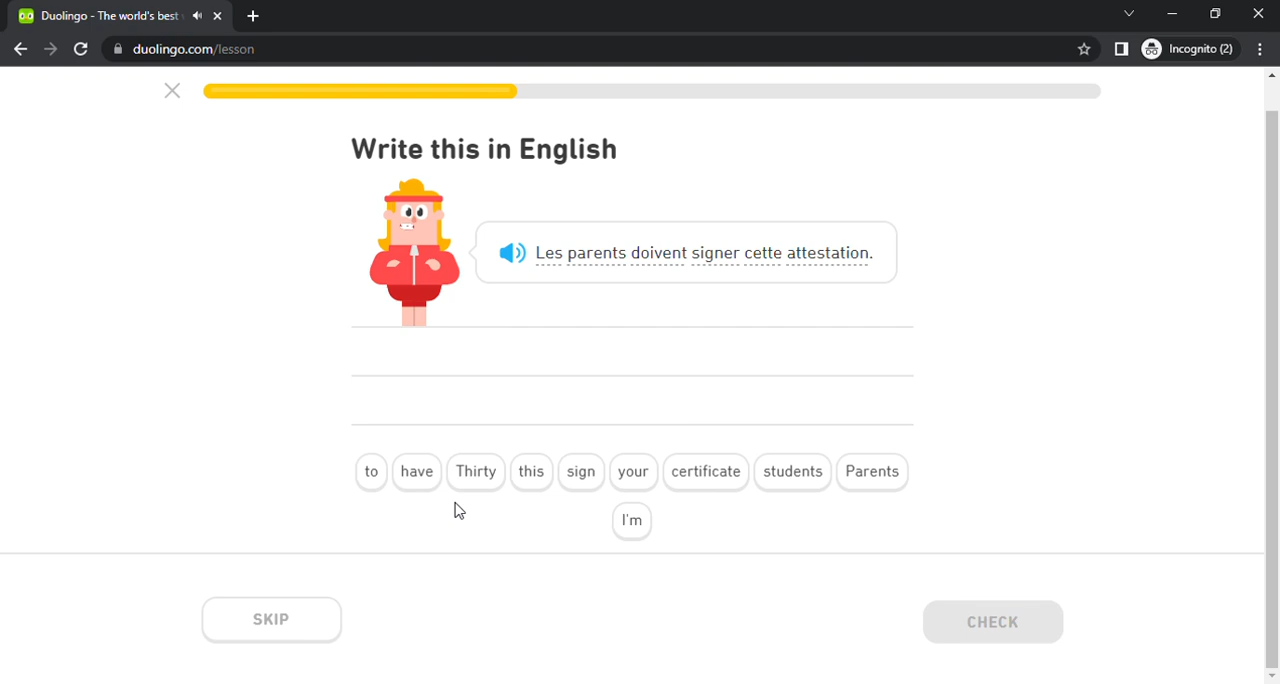 Duolingo - The world's best
duolingo.com/lesson
Incognito (2)
Write this in English
Les parents doivent signer cette attestation.
to have Thirty this sign your certificate students Parents
I'm
SKIP
CHECK